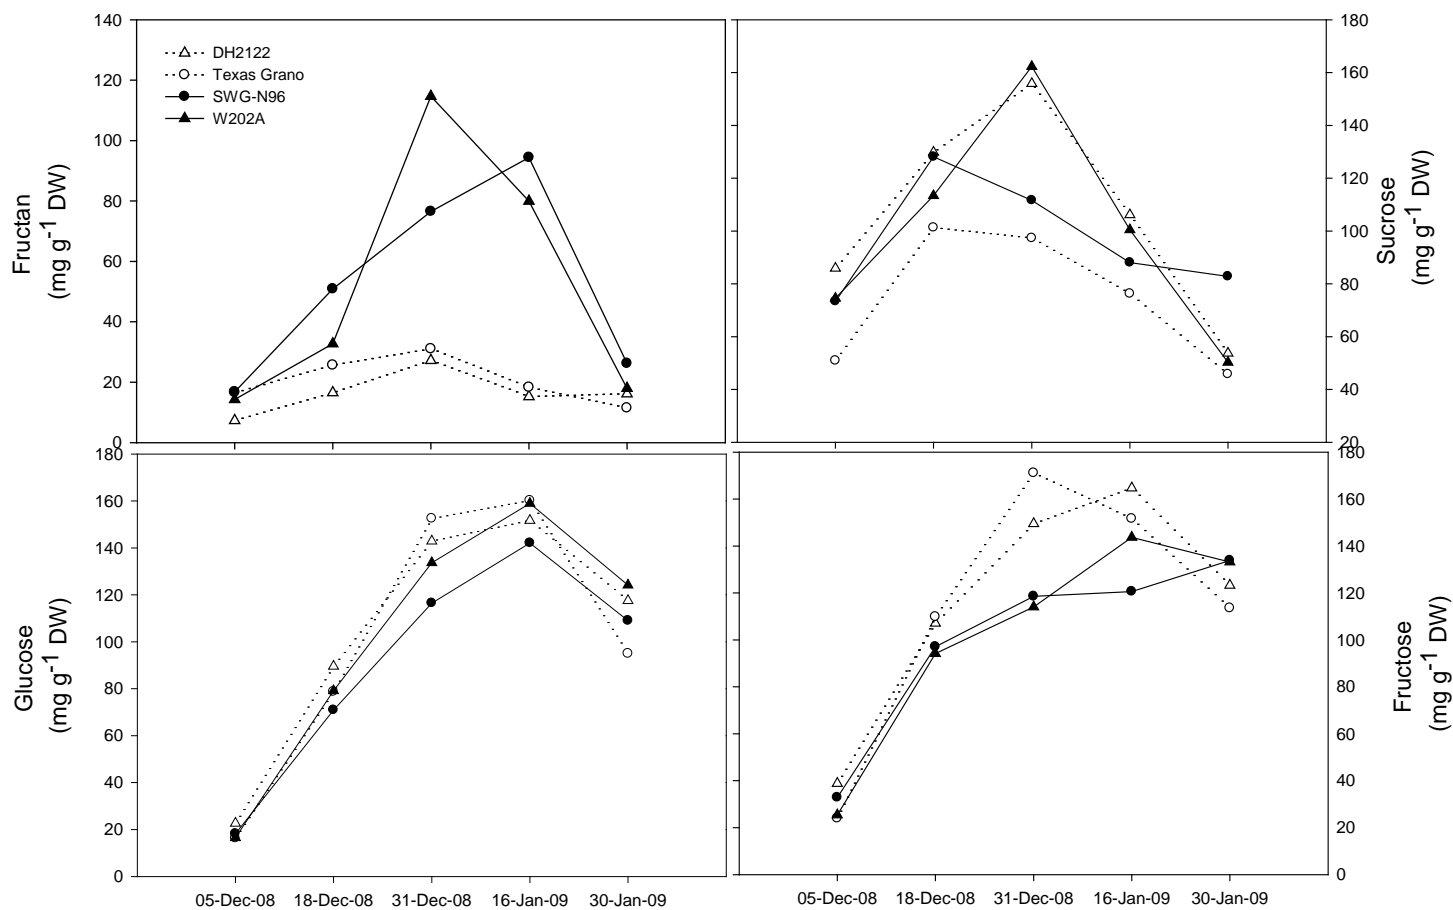 140
120
100
80
60
40
20
0
Fructan
(mg g-1 DW)
DH2122
Texas Grano
SWG-N96
W202A
180
160
140
120
100
80
60
40
20
Sucrose
(mg g-1 DW)
180
160
140
120
100
80
60
40
20
0
Glucose
(mg g-1 DW)
05-Dec-08 18-Dec-08 31-Dec-08 16-Jan-09 30-Jan-09
180
160
140
120
100
80
60
40
20
0
Fructose
(mg g-1 DW)
05-Dec-08 18-Dec-08 31-Dec-08 16-Jan-09 30-Jan-09